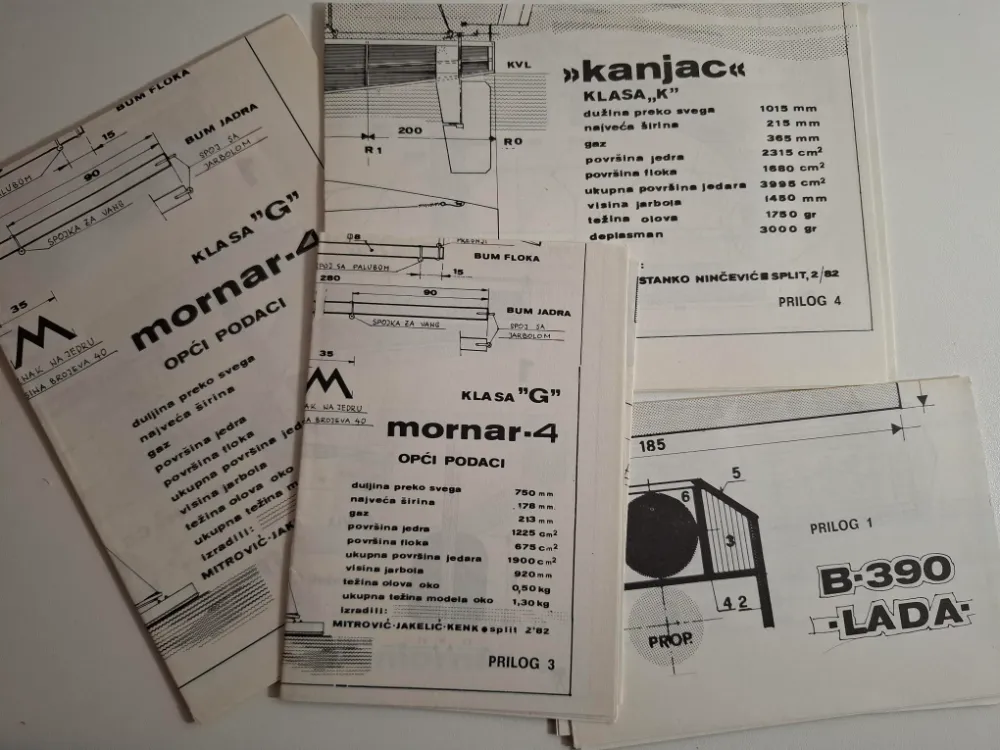 BUM FLOKA
15
BUM JADRA
PALUBOM
90
SPOJ SA
JARBOLOM
SPOJKA ZA VANG
KLASA "G"
35
mornar-4
M
OPĆI PODACI
NAK NA JEDRU
SINA BROJEVA 40
duljina preko svega
najveća širina
gaz
površina jedra
površina floka
ukupna površina jed
visina jarbola
težina olova oko
ukupna težina m
izradili:
MITROVIĆ-JAK
KVL
»kanjac«
KLASA„K"
dužina preko svega 1015 mm
najveća širina 215 mm
gaz 365 mm
površina jedra 2315 cm²
površina floka 1680 cm²
ukupna površina jedara 3995 cm²
visina jarbola 1450 mm
težina olova 1750 gr
deplasman 3000 gr
200
R1
R0
:
STANKO NINČEVIĆ SPLIT, 2/82
PRILOG 4
Ø8
SPOJ SA PALUBOM
BUM FLOKA
15
280
90
BUM JADRA
SPOJKA ZA VANG
SPOJ SA
JARBOLOM
35
M
AK NA JEDRU
A BROJEVA 40
KLASA "G"
mornar-4
OPĆI PODACI
duljina preko svega 750 mm
najveća širina 178 mm
gaz 213 mm
površina jedra 1225 cm²
površina floka 675 cm²
ukupna površina jedara 1900 cm²
visina jarbola 920 mm
težina olova oko 0,50 kg
ukupna težina modela oko 1,30 kg
izradili:
MITROVIĆ-JAKELIĆ-KENK split 2'82
PRILOG 3
185
5
6
3
4 2
PROP.
PRILOG 1
B-390
·LADA·